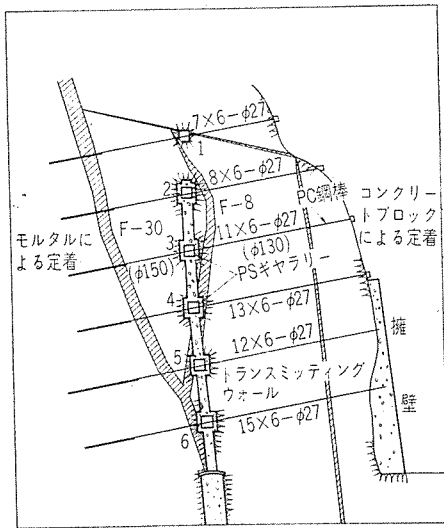 7×6-φ27
1
2
8×6-φ27
PC鋼棒
コンクリー
トブロック
による定着
F-30
F-8
3
11×6-φ27
(φ130)
モルタルに
よる定着
(φ150)
PSギヤラリー
4
13×6-φ27
12×6-φ27
擁
壁
5
トランスミッティング
ウォール
6
15×6-φ27